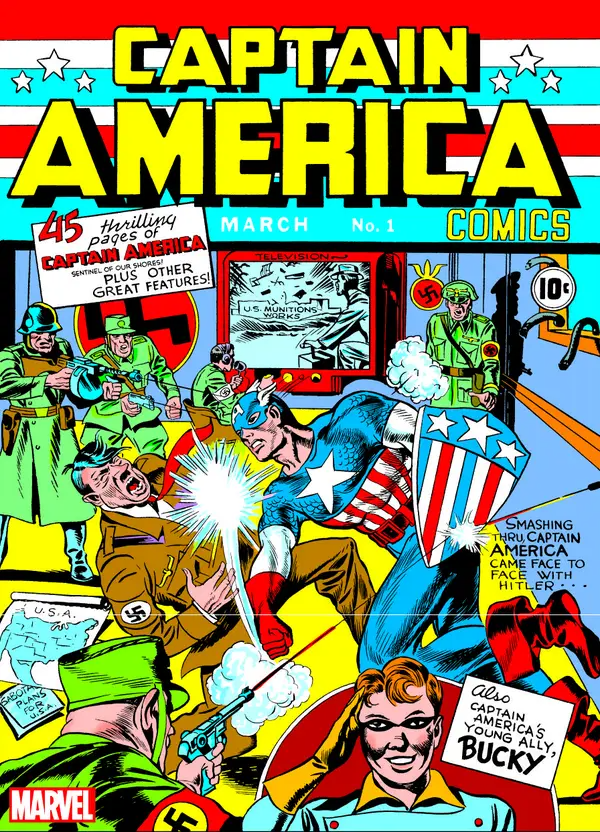 CAPTAIN
AMERICA
COMICS
MARCH No. 1
45 thrilling
pages of
CAPTAIN AMERICA
SENTINEL OF OUR SHORES!
PLUS OTHER
GREAT FEATURES!
TELEVISION
U.S. MUNITIONS
WORKS
10¢
SMASHING
THRU, CAPTAIN
AMERICA
CAME FACE TO
FACE WITH
HITLER . . .
U.S.A.
SABOTAGE
PLANS
FOR
U.S.A.
Also
CAPTAIN
AMERICA'S
YOUNG ALLY,
BUCKY
MARVEL